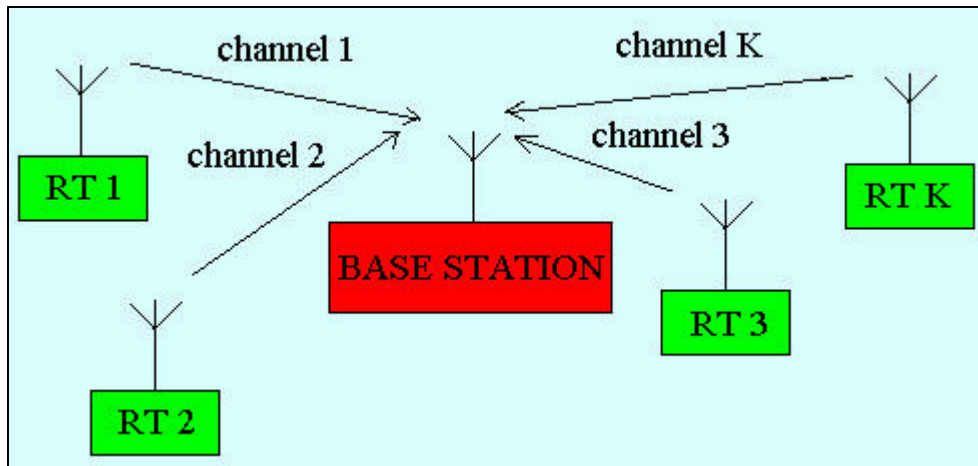 channel 1
channel K
channel 2
channel 3
RT 1
RT K
BASE STATION
RT 3
RT 2